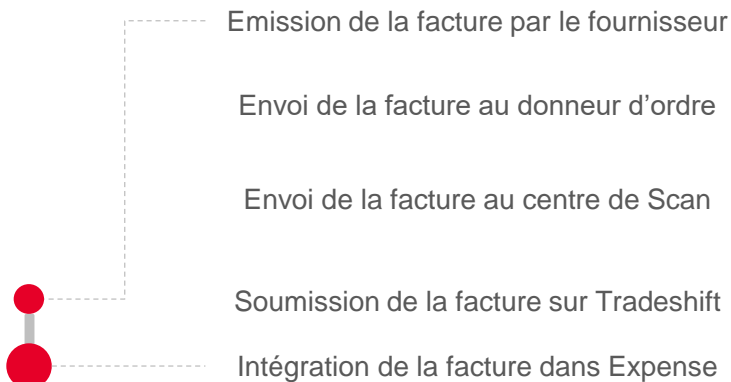 Emission de la facture par le fournisseur
Envoi de la facture au donneur d’ordre
Envoi de la facture au centre de Scan
Soumission de la facture sur Tradeshift
Intégration de la facture dans Expense